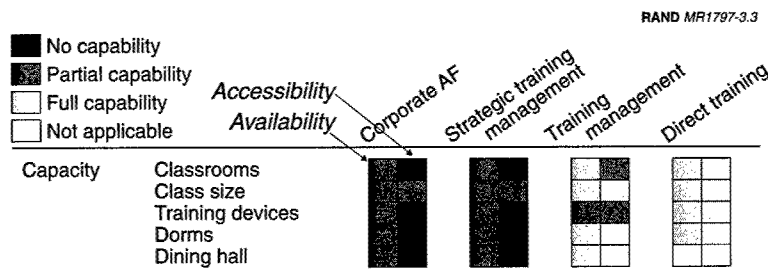 RAND MR1797-3.3
No capability
Partial capability
Full capability
Not applicable
Accessibility
Availability
Corporate AF
Strategic training
management
Training
management
Direct training
Capacity
Classrooms
Class size
Training devices
Dorms
Dining hall